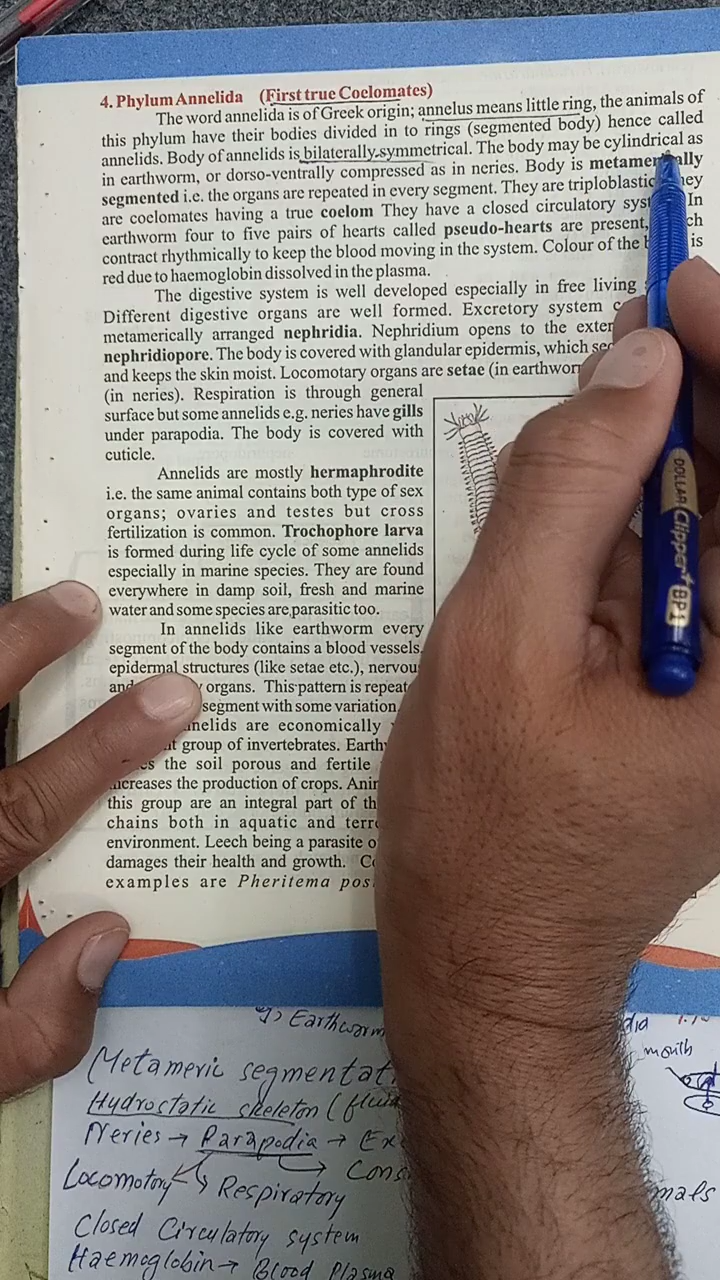 4. Phylum Annelida (First true Coelomates)
The word annelida is of Greek origin; annelus means little ring, the animals of
this phylum have their bodies divided in to rings (segmented body) hence called
annelids. Body of annelids is bilaterally symmetrical. The body may be cylindrical as
in earthworm, or dorso-ventrally compressed as in neries. Body is
segmented i.e. the organs are repeated in every segment. They are triploblastic
are coelomates having a true coelom They have a closed circulatory In
earthworm four to five pairs of hearts called pseudo-hearts are present,
contract rhythmically to keep the blood moving in the system. Colour of the is
red due to haemoglobin dissolved in the plasma.
The digestive system is well developed especially in free living
Different digestive organs are well formed. Excretory system
metamerically arranged nephridia. Nephridium opens to the
nephridiopore. The body is covered with glandular epidermis, which
and keeps the skin moist. Locomotary organs are setae (in
(in neries). Respiration is through general
surface but some annelids e.g. neries have gills
under parapodia. The body is covered with
cuticle.
Annelids are mostly hermaphrodite
i.e. the same animal contains both type of sex
organs; ovaries and testes but cross
fertilization is common. Trochophore larva
is formed during life cycle of some annelids
especially in marine species. They are found
everywhere in damp soil, fresh and marine
water and some species are parasitic too.
In annelids like earthworm every
segment of the body contains a blood vessels,
epidermal structures (like setae etc.),
organs. This pattern is
segment with some variation.
are economically
group of invertebrates.
the soil porous and fertile
increases the production of crops.
this group are an integral part of
chains both in aquatic and
environment. Leech being a parasite
damages their health and growth.
examples are Pheritema
DOLLAR Clipper BP1
Earthworm
Metameric
Hydrostatic skeleton (
Neries → Parapodia →
Locomotory Respiratory
mouth
Closed Circulatory system
Haemoglobin → Blood Plasma